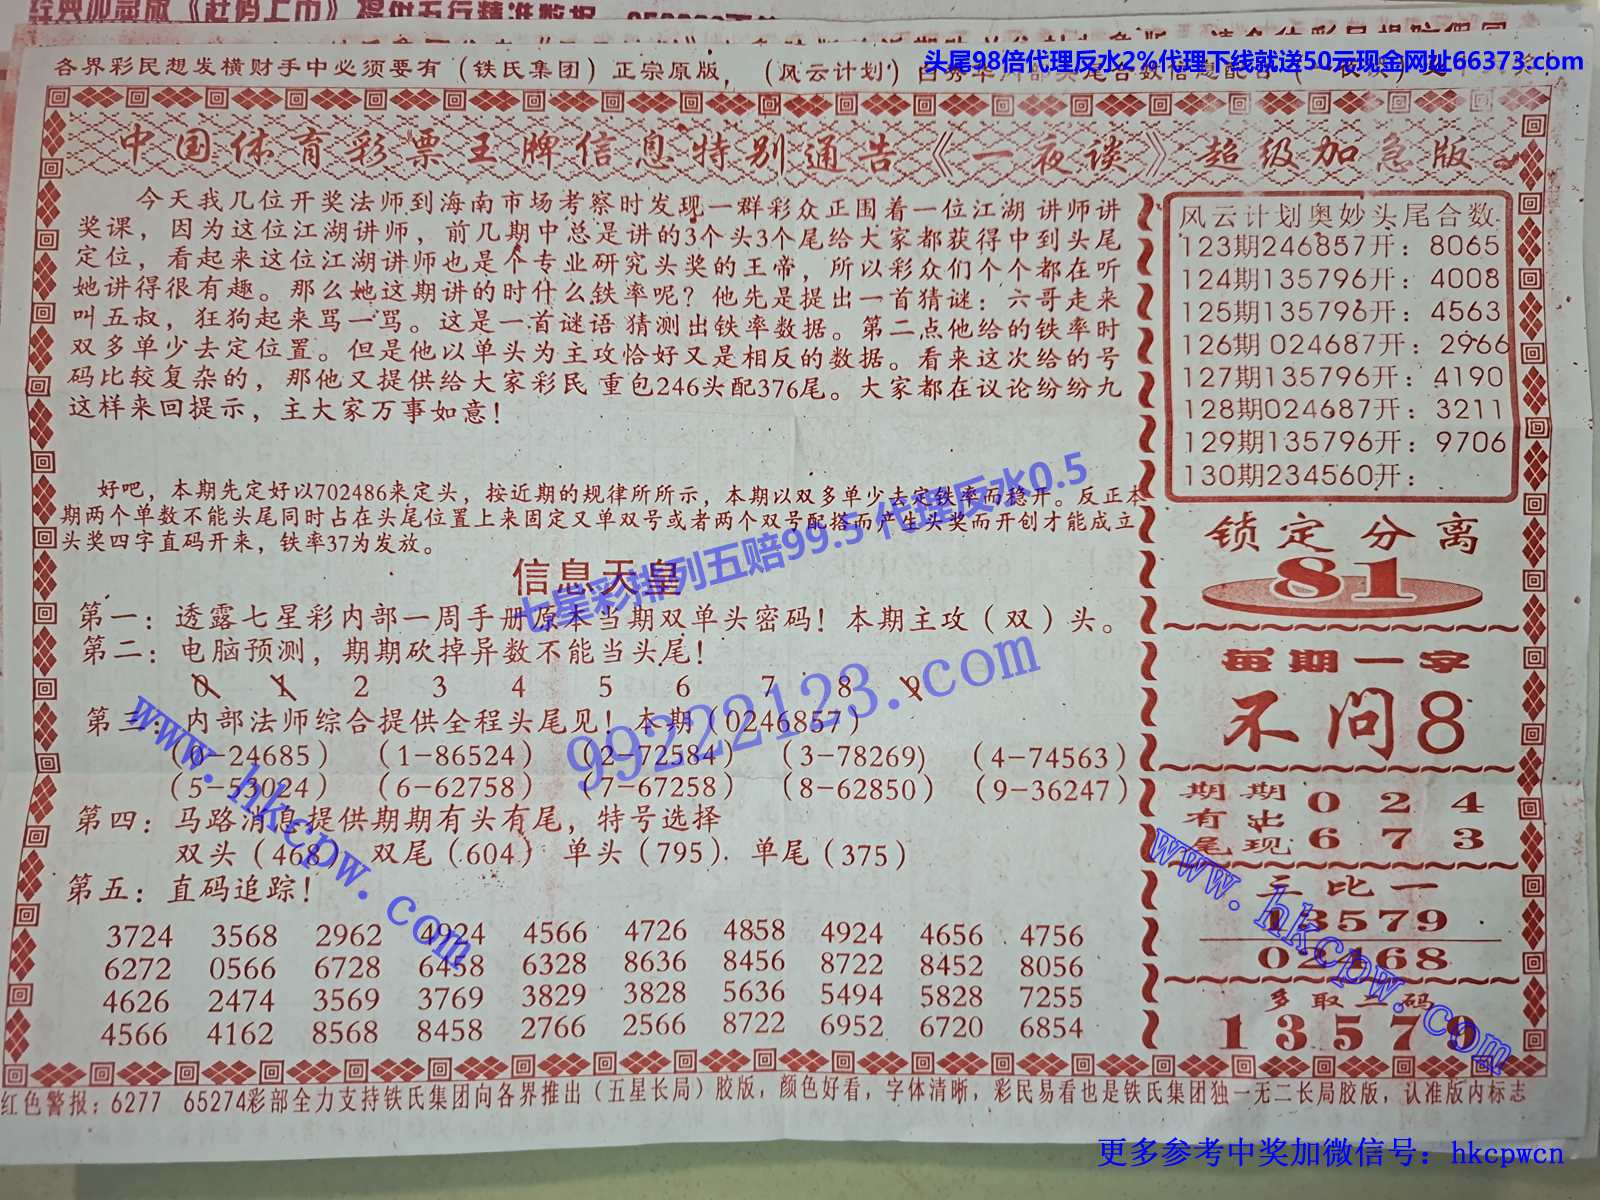 头尾98倍代理反水2%代理下线就送50元现金网址66373.com
各界彩民想发横财手中必须要有（铁氏集团）正宗原版，（风云计划）
中国体育彩票王牌信息特别通告《一夜谈》超级加急版
今天我几位开奖法师到海南市场考察时发现一群彩众正围着一位江湖讲师讲
奖课，因为这位江湖讲师，前几期中总是讲的3个头3个尾给大家都获得中到头尾
定位，看起来这位江湖讲师也是个专业研究头奖的王帝，所以彩众们个个都在听
她讲得很有趣。那么她这期讲的时什么铁率呢？他先是提出一首猜谜：六哥走来
叫五叔，狂狗起来骂一骂。这是一首谜语猜测出铁率数据。第二点他给的铁率时
双多单少去定位置。但是他以单头为主攻恰好又是相反的数据。看来这次给的号
码比较复杂的，那他又提供给大家彩民 重包246头配376尾。大家都在议论纷纷九
这样来回提示，主大家万事如意！
好吧，本期先定好以702486来定头，按近期的规律所所示，本期以双多单少去定铁率而稳开。反正本
期两个单数不能头尾同时占在头尾位置上来固定又单双号或者两个双号配搭而产生头奖而开创才能成立
头奖四字直码开来，铁率37为发放。
信息天皇
第一：透露七星彩内部一周手册原本当期双单头密码！本期主攻（双）头。
第二：电脑预测，期期砍掉异数不能当头尾！
0 1 2 3 4 5 6 7 8 9
第三：内部法师综合提供全程头尾见！本期（0246857）
（0-24685） （1-86524） （2-72584） （3-78269） （4-74563）
（5-53024） （6-62758） （7-67258） （8-62850） （9-36247）
第四：马路消息提供期期有头有尾，特号选择
双头（468） 双尾（604） 单头（795） 单尾（375）
第五：直码追踪！
3724 3568 2962 4924 4566 4726 4858 4924 4656 4756
6272 0566 6728 6458 6328 8636 8456 8722 8452 8056
4626 2474 3569 3769 3829 3828 5636 5494 5828 7255
4566 4162 8568 8458 2766 2566 8722 6952 6720 6854
风云计划奥妙头尾合数
123期246857开：8065
124期135796开：4008
125期135796开：4563
126期024687开：2966
127期135796开：4190
128期024687开：3211
129期135796开：9706
130期234560开：
锁定分离
81
每期一字
不问8
期期 0 2 4
有出
尾现 6 7 3
三比一
13579
02468
多取二码
13579
红色警报：6277 65274彩部全力支持铁氏集团向各界推出（五星长局）胶版，颜色好看，字体清晰，彩民易看也是铁氏集团独一无二长局胶版，认准版内标志
七星彩排列五赔99.5 代理反水0.5
99222123.com
www.hkcpw.com
www.hkcpw.com
更多参考中奖加微信号：hkcpwcn